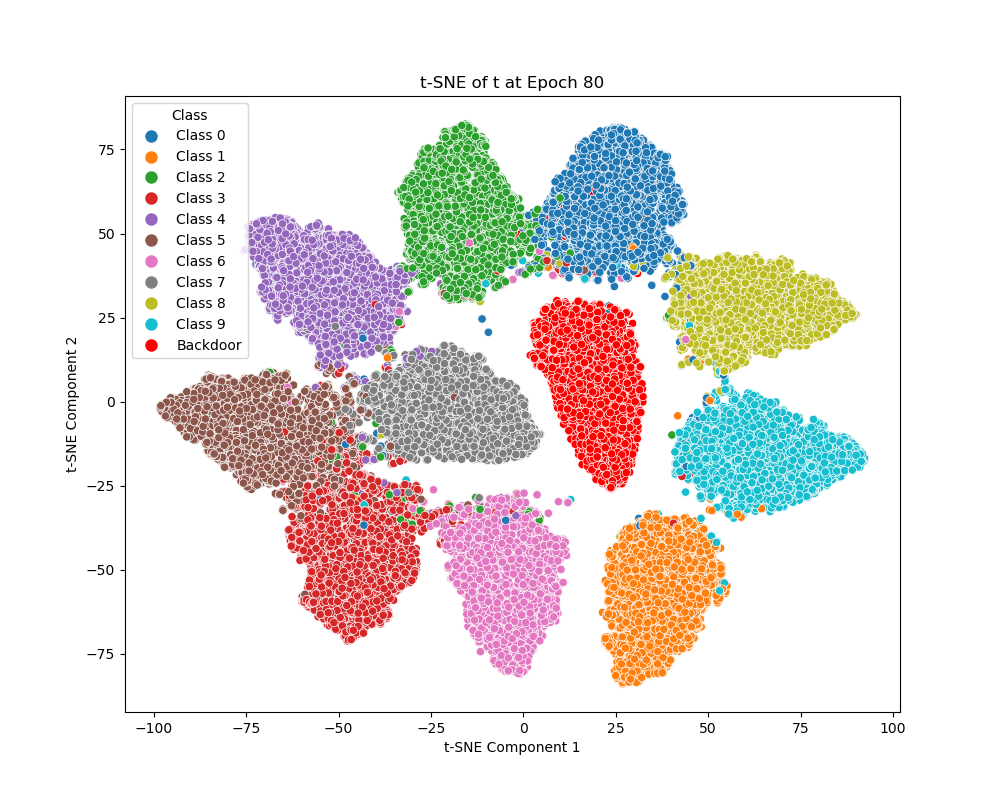 t-SNE of t at Epoch 80
Class
Class 0
Class 1
Class 2
Class 3
Class 4
Class 5
Class 6
Class 7
Class 8
Class 9
Backdoor
75
50
25
0
−25
−50
−75
t-SNE Component 2
−100 −75 −50 −25 0 25 50 75 100
t-SNE Component 1